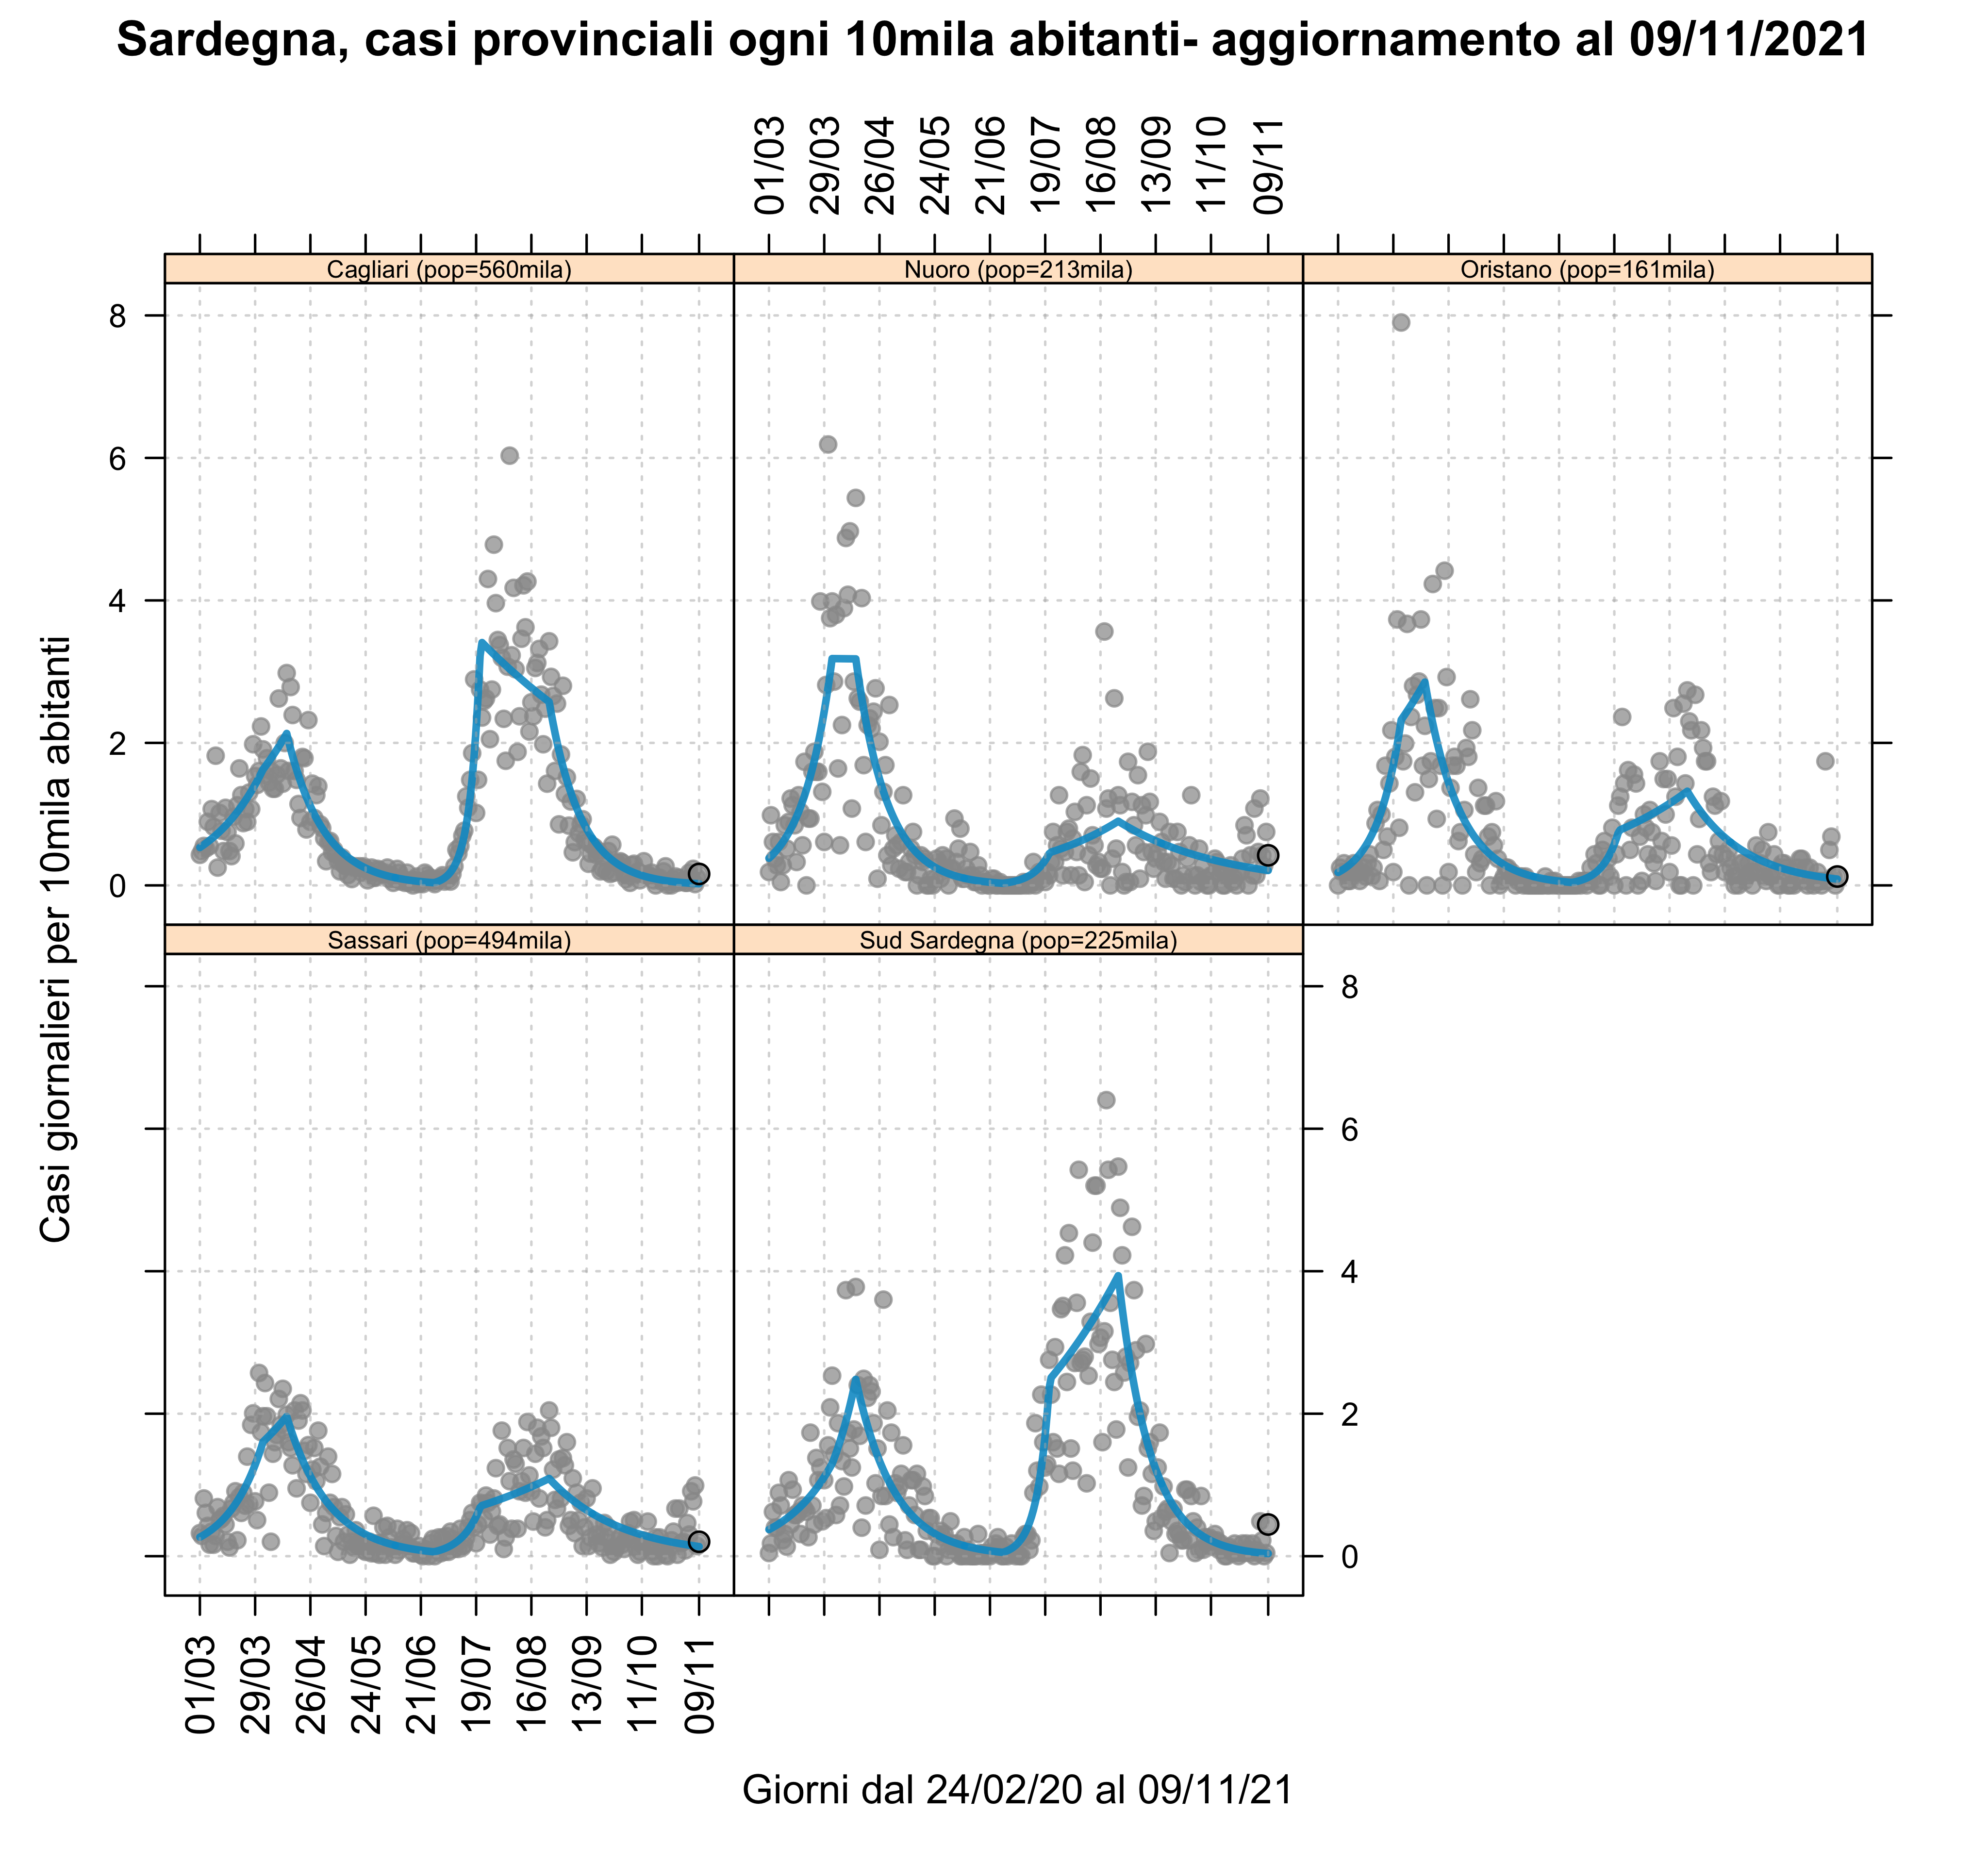 Sardegna, casi provinciali ogni 10mila abitanti- aggiornamento al 09/11/2021
01/03 29/03 26/04 24/05 21/06 19/07 16/08 13/09 11/10 09/11
Cagliari (pop=560mila)
Nuoro (pop=213mila)
Oristano (pop=161mila)
8
6
4
2
0
Casi giornalieri per 10mila abitanti
Sassari (pop=494mila)
Sud Sardegna (pop=225mila)
8
6
4
2
0
01/03 29/03 26/04 24/05 21/06 19/07 16/08 13/09 11/10 09/11
Giorni dal 24/02/20 al 09/11/21